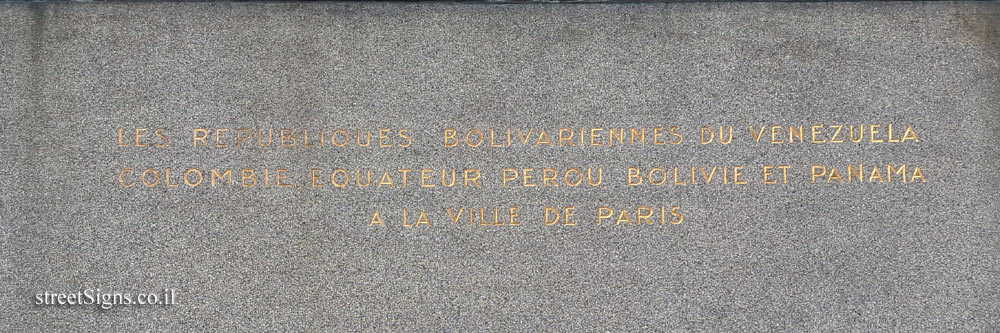 LES REPUBLIQUES BOLIVARIENNES DU VENEZUELA
COLOMBIE EQUATEUR PEROU BOLIVIE ET PANAMA
A LA VILLE DE PARIS
streetSigns.co.il